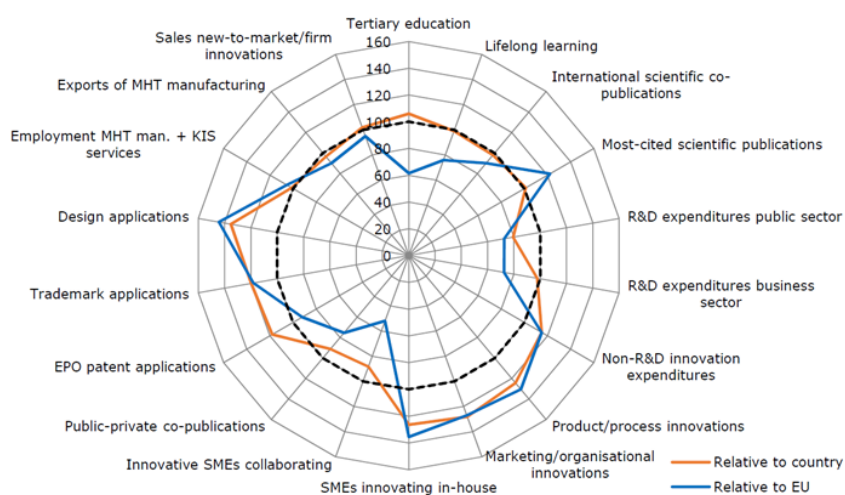 Tertiary education
Sales new-to-market/firm
innovations
Lifelong learning
Exports of MHT manufacturing
International scientific co-
publications
Employment MHT man. + KIS
services
Most-cited scientific publications
Design applications
R&D expenditures public sector
Trademark applications
R&D expenditures business
sector
EPO patent applications
Non-R&D innovation
expenditures
Public-private co-publications
Product/process innovations
Innovative SMEs collaborating
Marketing/organisational
innovations
SMEs innovating in-house
160
140
120
100
80
60
40
20
0
Relative to country
Relative to EU